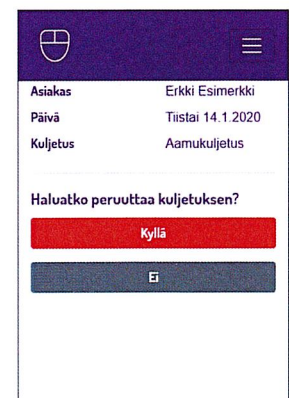 Asiakas Erkki Esimerkki
Päivä Tiistai 14.1.2020
Kuljetus Aamukuljetus
Haluatko peruuttaa kuljetuksen?
Kyllä
Ei